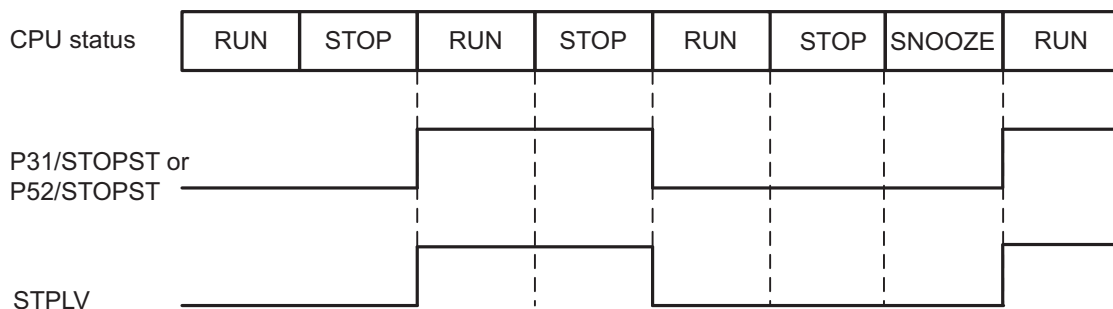 CPU status RUN STOP RUN STOP RUN STOP SNOOZE RUN
P31/STOPST or
P52/STOPST
STPLV